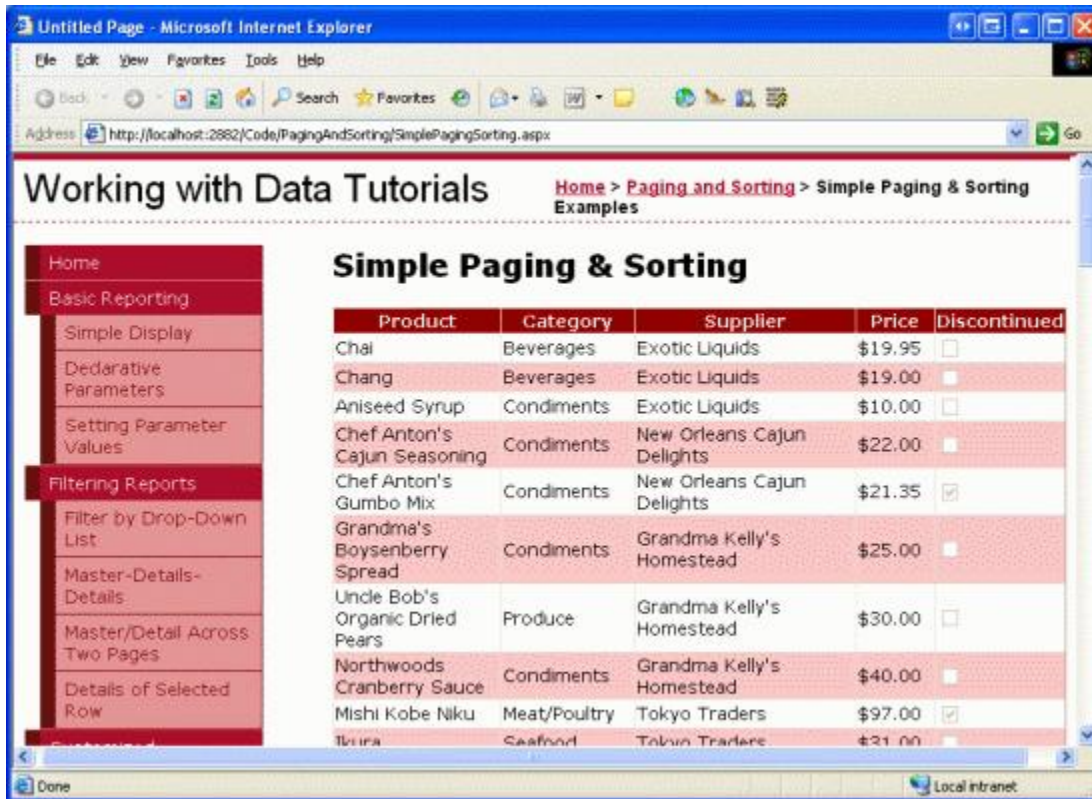 Untitled Page - Microsoft Internet Explorer
File Edit View Favorites Tools Help
Back Search Favorites
Address http://localhost:2882/Code/PagingAndSorting/SimplePagingSorting.aspx Go
Working with Data Tutorials
Home > Paging and Sorting > Simple Paging & Sorting
Examples
Home
Basic Reporting
Simple Display
Declarative
Parameters
Setting Parameter
Values
Filtering Reports
Filter by Drop-Down
List
Master-Details-
Details
Master/Detail Across
Two Pages
Details of Selected
Row
Customized
Simple Paging & Sorting
Product Category Supplier Price Discontinued
Chai Beverages Exotic Liquids $19.95
Chang Beverages Exotic Liquids $19.00
Aniseed Syrup Condiments Exotic Liquids $10.00
Chef Anton's
Cajun Seasoning Condiments New Orleans Cajun
Delights $22.00
Chef Anton's
Gumbo Mix Condiments New Orleans Cajun
Delights $21.35
Grandma's
Boysenberry
Spread Condiments Grandma Kelly's
Homestead $25.00
Uncle Bob's
Organic Dried
Pears Produce Grandma Kelly's
Homestead $30.00
Northwoods
Cranberry Sauce Condiments Grandma Kelly's
Homestead $40.00
Mishi Kobe Niku Meat/Poultry Tokyo Traders $97.00
Ikura Seafood Tokyo Traders $31.00
Done Local intranet